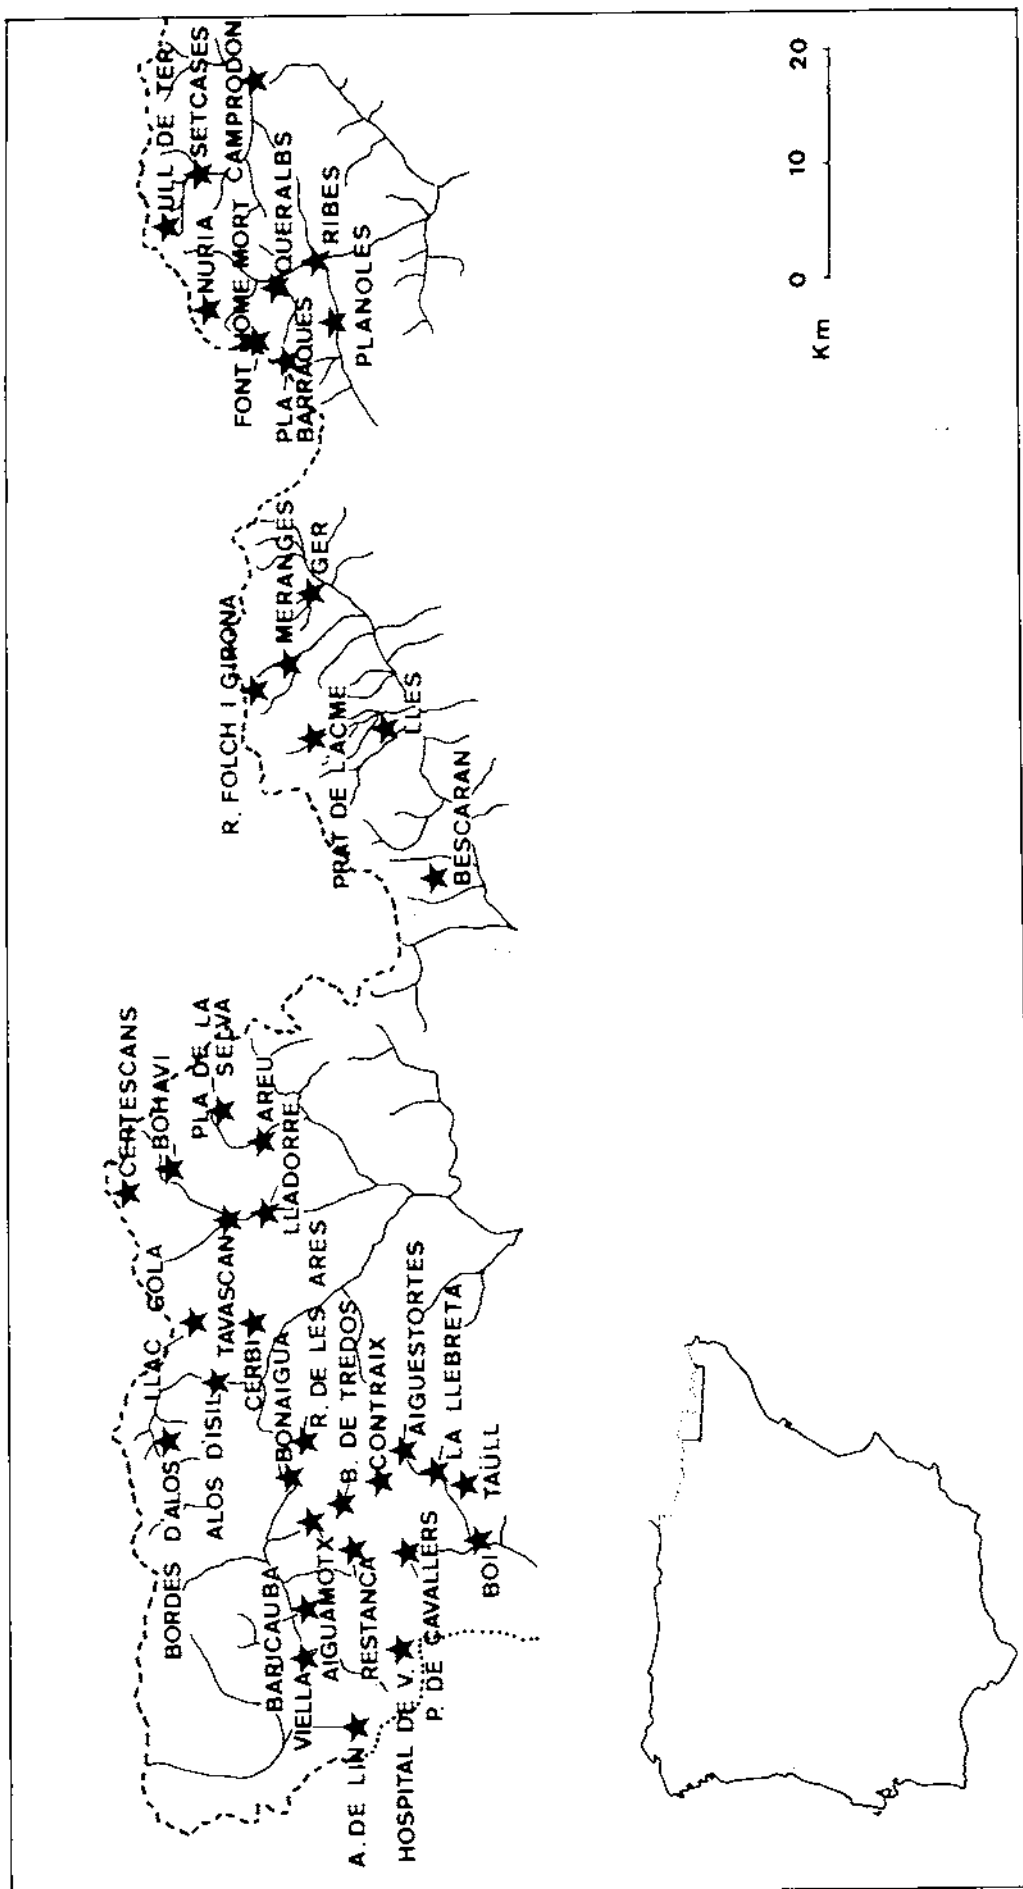 A. DE LIN
HOSPITAL DE V.
VIELLA
BARICAUBA
AIGUAMOTX
RESTANCA
P. DE CAVALLERS
BOI
TAÜLL
LA LLEBRETA
AIGUESTORTES
CONTRAIX
B. DE TREDOS
R. DE LES ARES
BONAIGUA
BORDES D'ALOS
ALOS D'ISIL
LLAC GOLA
CERBI
TAVASCAN
LLADORRE
AREU
PLA DE LA
SELVA
BOHAVI
CERTESCANS
BESCARAN
LLES
PRAT DE L'ACME
R. FOLCH I GIRONA
MERANGES
GER
PLA
BARRAQUES
FONT HOME MORT
PLANOLES
RIBES
QUERALBS
NURIA
ULL DE TER
SETCASES
CAMPRODON
Km
0 10 20